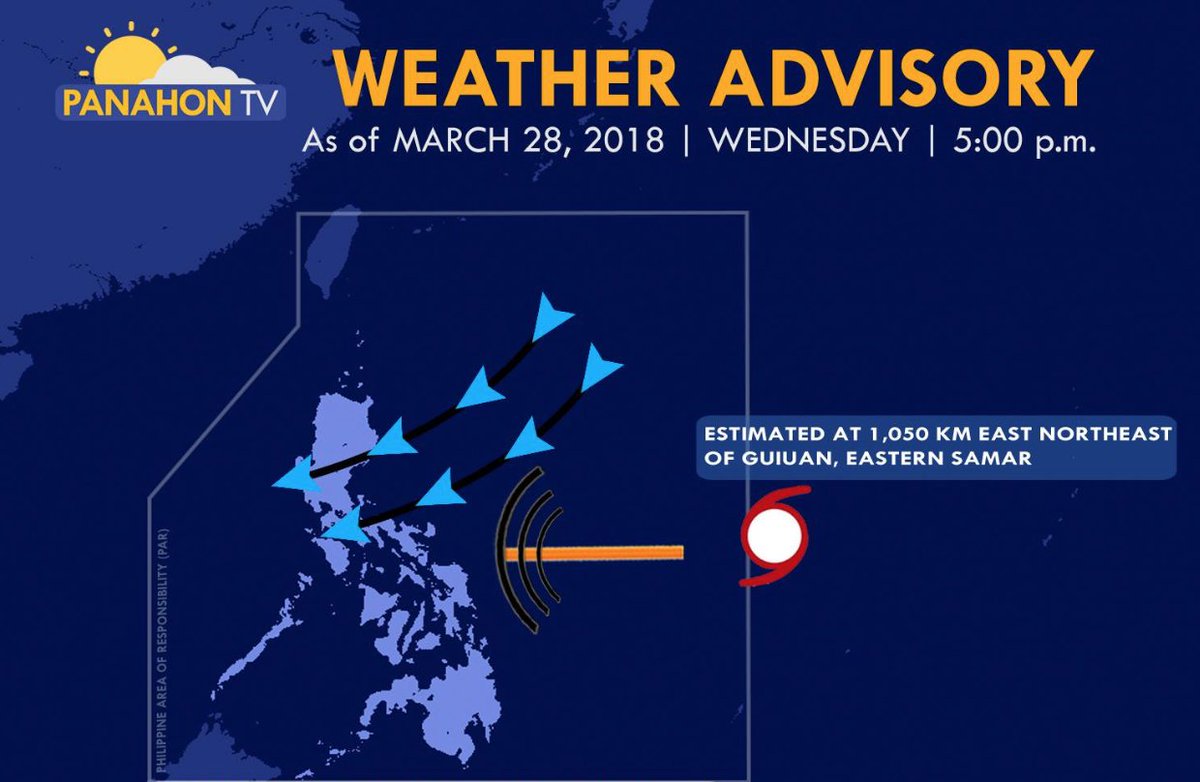 PANAHON TV
WEATHER ADVISORY
As of MARCH 28, 2018 | WEDNESDAY | 5:00 p.m.
ESTIMATED AT 1,050 KM EAST NORTHEAST
OF GUIUAN, EASTERN SAMAR
PHILIPPINE AREA OF RESPONSIBILITY (PAR)